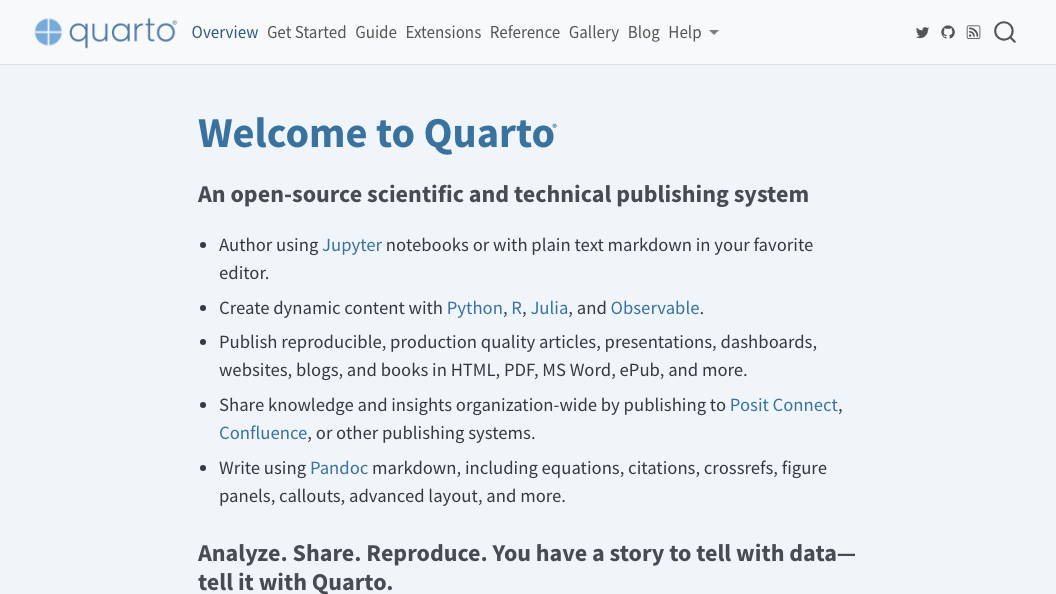 quarto®
Overview Get Started Guide Extensions Reference Gallery Blog Help
Welcome to Quarto®
An open-source scientific and technical publishing system
• Author using Jupyter notebooks or with plain text markdown in your favorite
editor.
• Create dynamic content with Python, R, Julia, and Observable.
• Publish reproducible, production quality articles, presentations, dashboards,
websites, blogs, and books in HTML, PDF, MS Word, ePub, and more.
• Share knowledge and insights organization-wide by publishing to Posit Connect,
Confluence, or other publishing systems.
• Write using Pandoc markdown, including equations, citations, crossrefs, figure
panels, callouts, advanced layout, and more.
Analyze. Share. Reproduce. You have a story to tell with data—
tell it with Quarto.